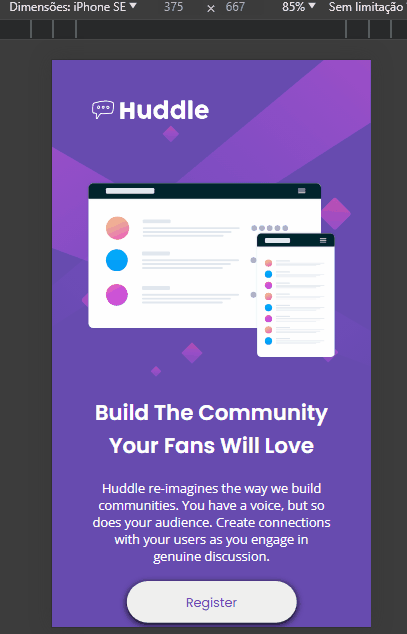 Dimensões: iPhone SE
375 × 667
85%
Sem limitação
Huddle
Build The Community
Your Fans Will Love
Huddle re-imagines the way we build
communities. You have a voice, but so
does your audience. Create connections
with your users as you engage in
genuine discussion.
Register